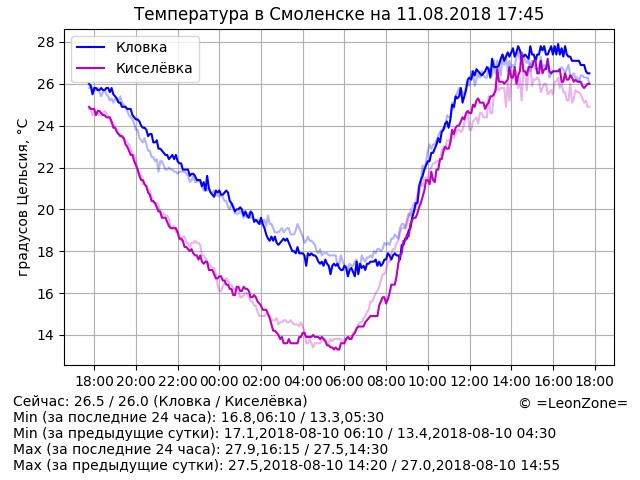 Температура в Смоленске на 11.08.2018 17:45
Кловка
Киселёвка
градусов Цельсия, °C
28
26
24
22
20
18
16
14
18:00 20:00 22:00 00:00 02:00 04:00 06:00 08:00 10:00 12:00 14:00 16:00 18:00
Сейчас: 26.5 / 26.0 (Кловка / Киселёвка)
© =LeonZone=
Min (за последние 24 часа): 16.8,06:10 / 13.3,05:30
Min (за предыдущие сутки): 17.1,2018-08-10 06:10 / 13.4,2018-08-10 04:30
Max (за последние 24 часа): 27.9,16:15 / 27.5,14:30
Max (за предыдущие сутки): 27.5,2018-08-10 14:20 / 27.0,2018-08-10 14:55